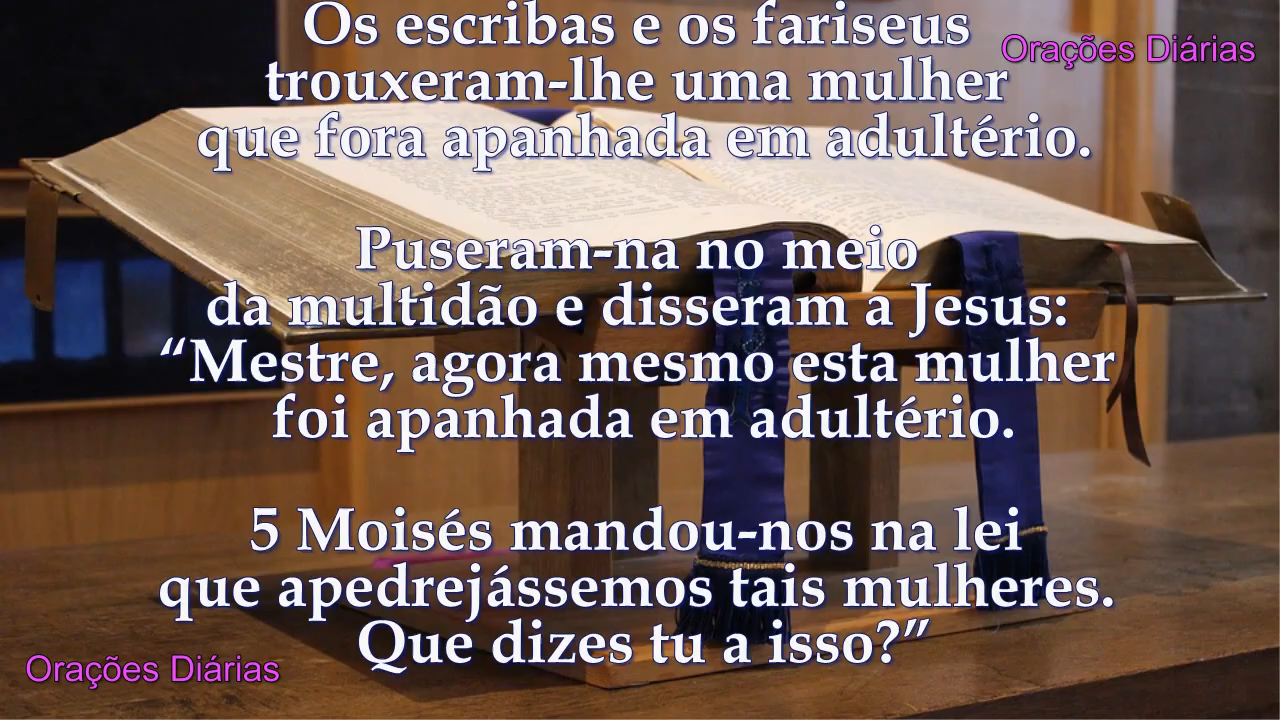 Os escribas e os fariseus
Orações Diárias
trouxeram-lhe uma mulher
que fora apanhada em adultério.
Puseram-na no meio
da multidão e disseram a Jesus:
“Mestre, agora mesmo esta mulher
foi apanhada em adultério.
5 Moisés mandou-nos na lei
que apedrejássemos tais mulheres.
Que dizes tu a isso?”
Orações Diárias